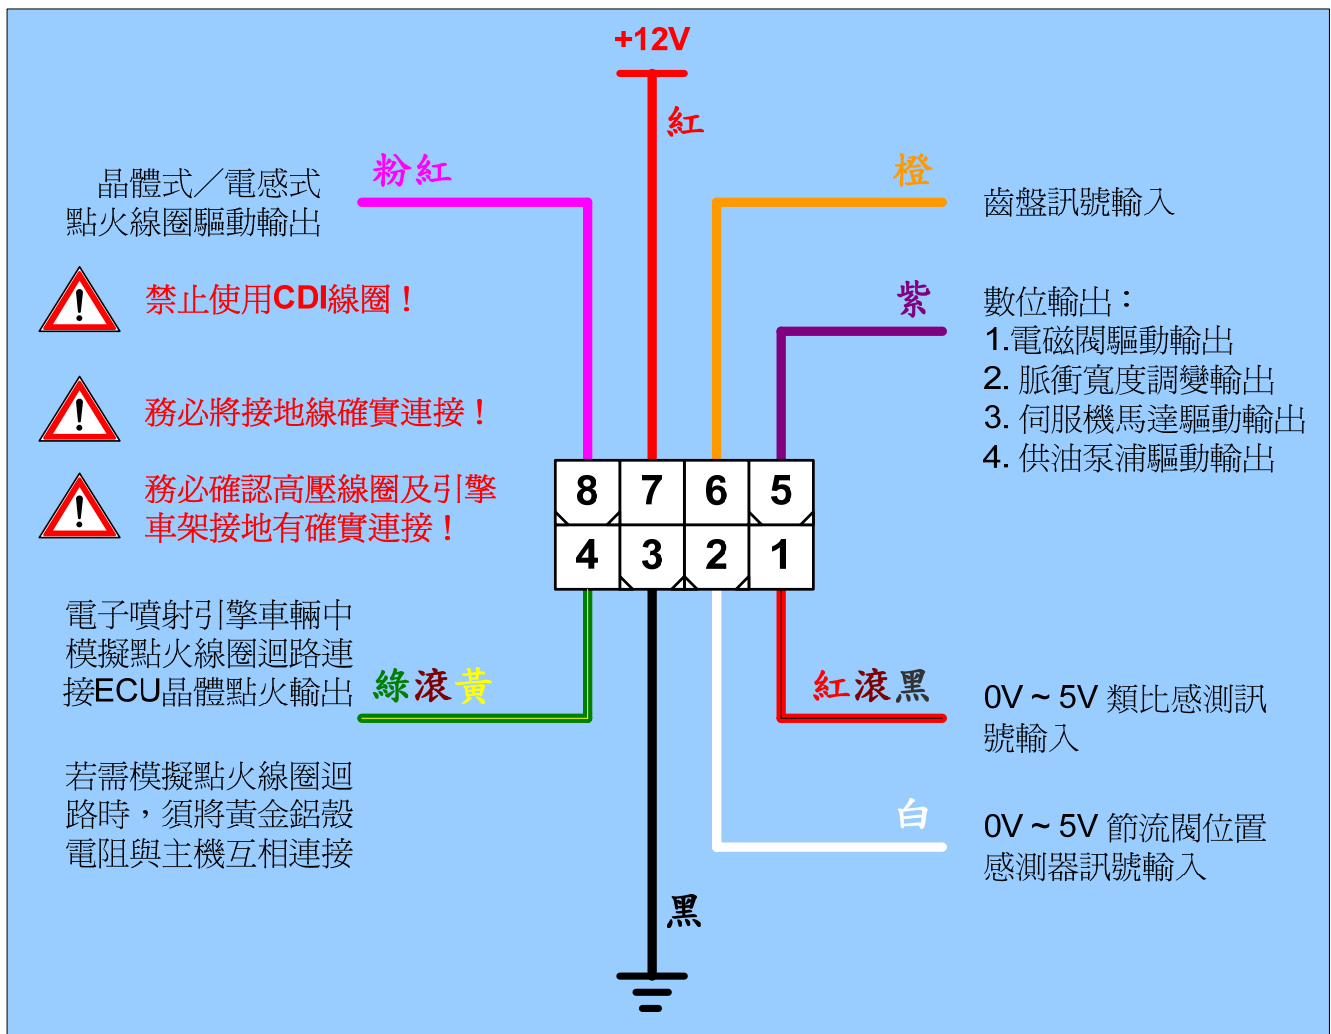 +12V
紅
粉紅
橙
晶體式／電感式
點火線圈驅動輸出
齒盤訊號輸入
禁止使用CDI線圈！
紫
數位輸出：
1.電磁閥驅動輸出
2. 脈衝寬度調變輸出
3. 伺服機馬達驅動輸出
4. 供油泵浦驅動輸出
務必將接地線確實連接！
務必確認高壓線圈及引擎
車架接地有確實連接！
8 7 6 5
4 3 2 1
電子噴射引擎車輛中
模擬點火線圈迴路連
接ECU晶體點火輸出
綠滾黃
紅滾黑
0V ~ 5V 類比感測訊
號輸入
若需模擬點火線圈迴
路時，須將黃金鋁殼
電阻與主機互相連接
白
0V ~ 5V 節流閥位置
感測器訊號輸入
黑